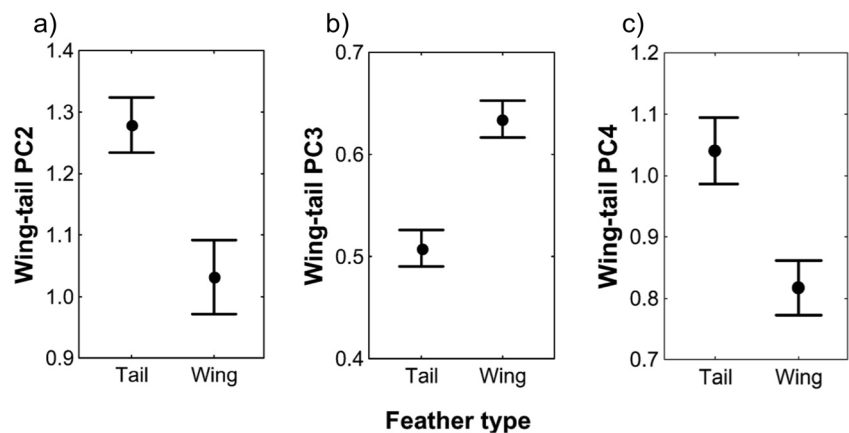 a)
Wing-tail PC2
1.4
1.3
1.2
1.1
1.0
0.9
Tail Wing
b)
Wing-tail PC3
0.7
0.6
0.5
0.4
Tail Wing
c)
Wing-tail PC4
1.2
1.1
1.0
0.9
0.8
0.7
Tail Wing
Feather type